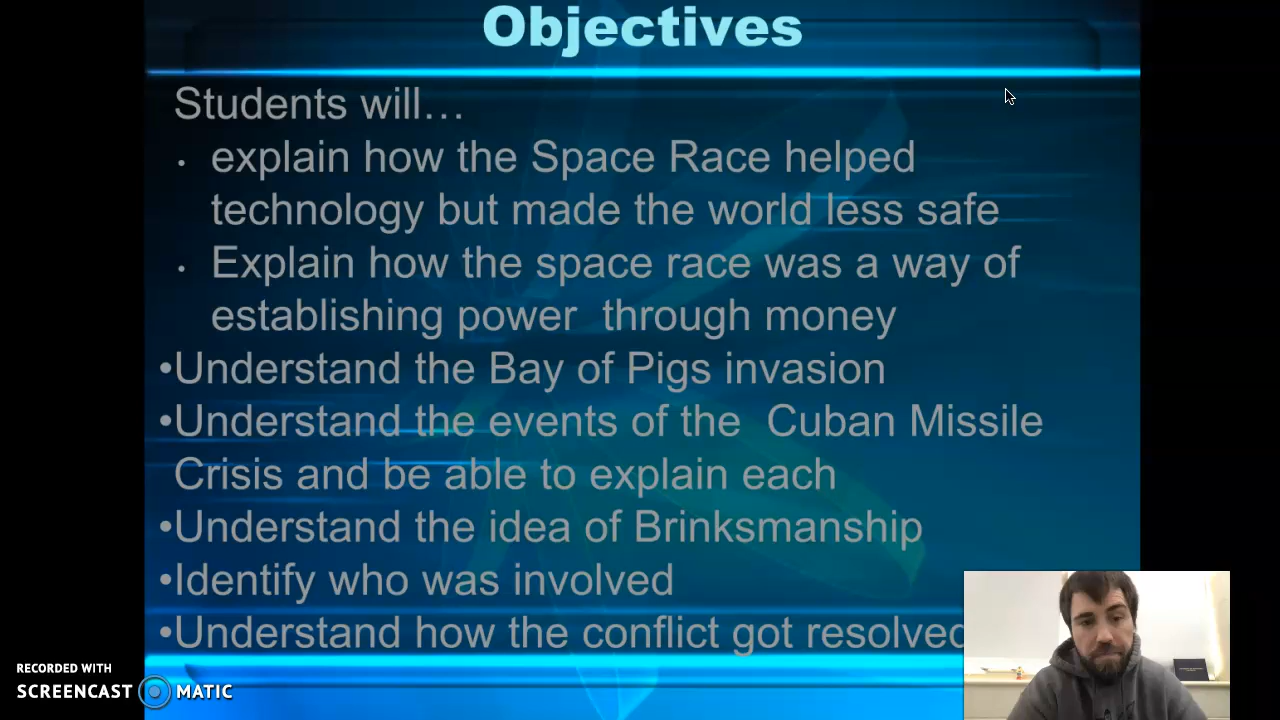 Objectives
Students will…
• explain how the Space Race helped
technology but made the world less safe
• Explain how the space race was a way of
establishing power through money
•Understand the Bay of Pigs invasion
•Understand the events of the Cuban Missile
Crisis and be able to explain each
•Understand the idea of Brinksmanship
•Identify who was involved
•Understand how the conflict got resolved
RECORDED WITH
SCREENCAST MATIC